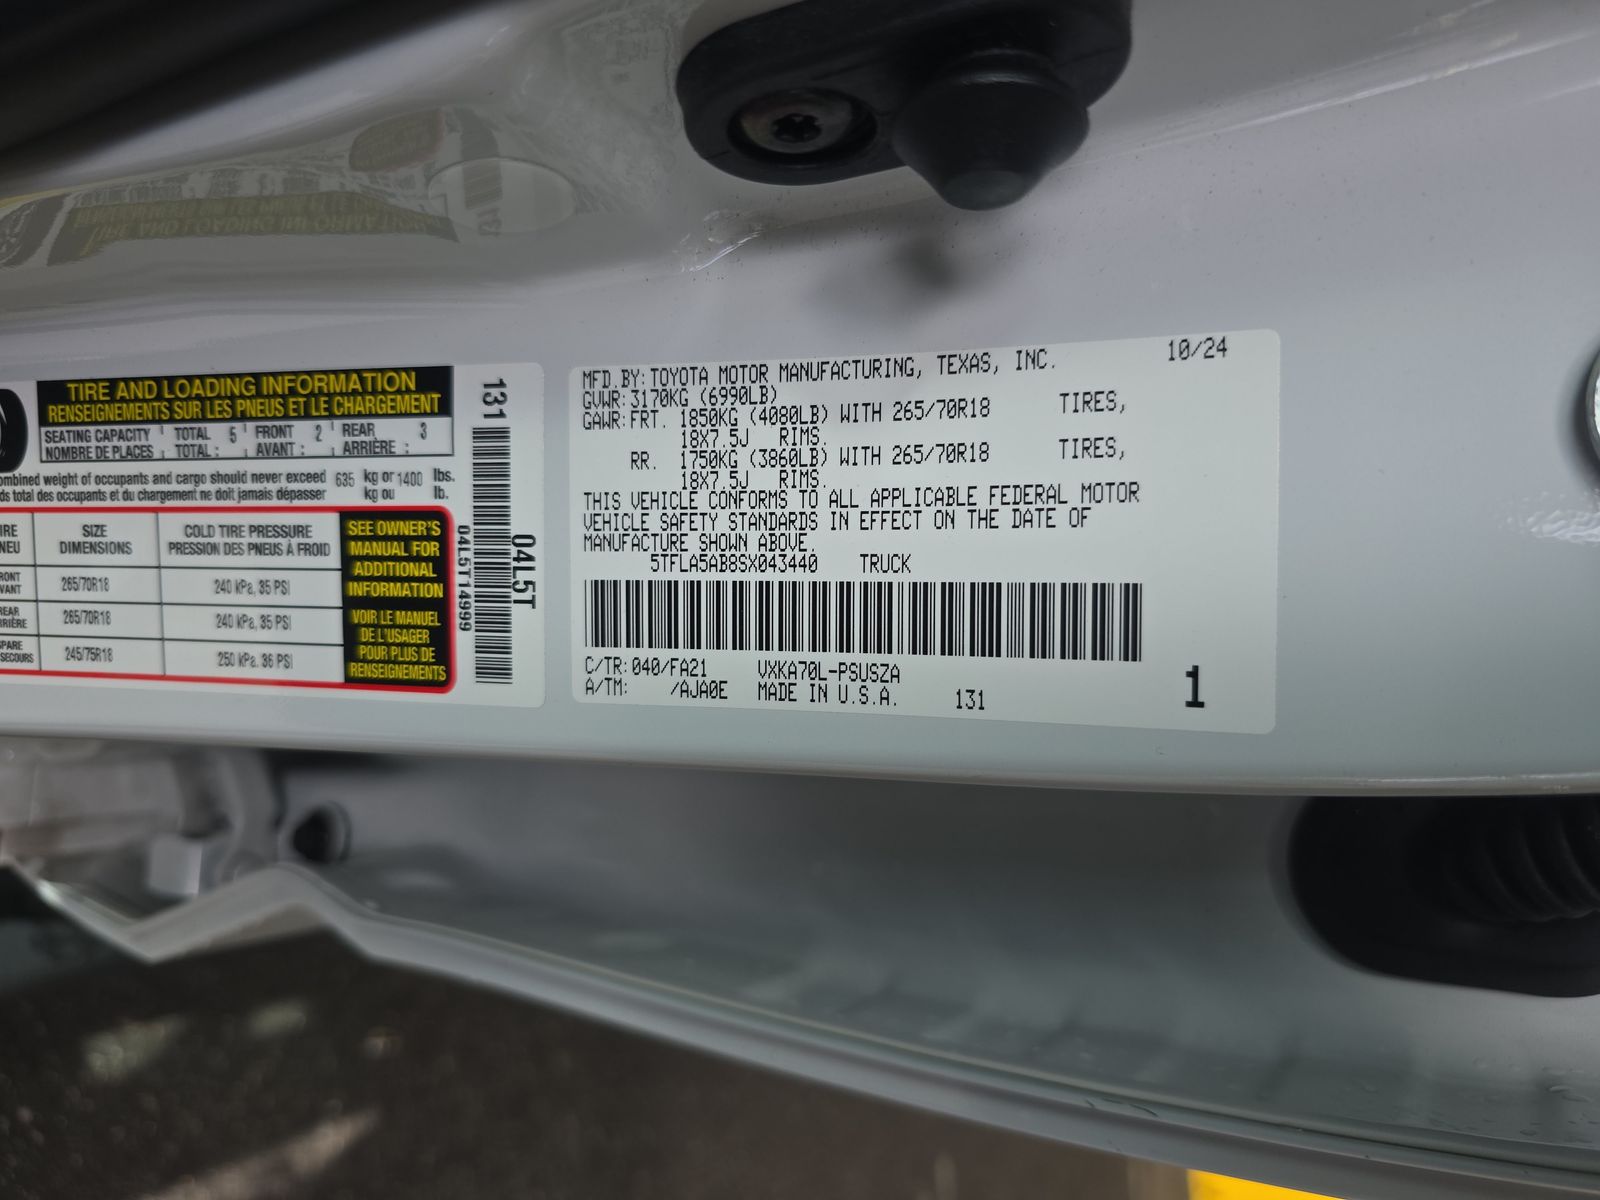 TIRE AND LOADING INFORMATION
RENSEIGNEMENTS SUR LES PNEUS ET LE CHARGEMENT
SEATING CAPACITY TOTAL 5 FRONT 2 REAR 3
NOMBRE DE PLACES TOTAL : AVANT : ARRIÈRE :
weight of occupants and cargo should never exceed 635 kg or 1400 lbs.
total des occupants et du chargement ne doit jamais dépasser kg ou lb.
SIZE
DIMENSIONS
COLD TIRE PRESSURE
PRESSION DES PNEUS À FROID
265/70R18 240 kPa, 35 PSI
265/70R18 240 kPa, 35 PSI
245/75R18 250 kPa, 36 PSI
SECOURS
SEE OWNER'S
MANUAL FOR
ADDITIONAL
INFORMATION
VOIR LE MANUEL
DE L'USAGER
POUR PLUS DE
RENSEIGNEMENTS
131
04L5T14999
04L5T
10/24
MFD.BY:TOYOTA MOTOR MANUFACTURING, TEXAS, INC.
GVWR:3170KG (6990LB)
GAWR:FRT. 1850KG (4080LB) WITH 265/70R18 TIRES,
18X7.5J RIMS.
RR. 1750KG (3860LB) WITH 265/70R18 TIRES,
18X7.5J RIMS.
THIS VEHICLE CONFORMS TO ALL APPLICABLE FEDERAL MOTOR
VEHICLE SAFETY STANDARDS IN EFFECT ON THE DATE OF
MANUFACTURE SHOWN ABOVE.
5TFLA5AB8SX043440 TRUCK
C/TR:040/FA21 VXKA70L-PSUSZA
A/TM: /AJA0E MADE IN U.S.A. 131
1